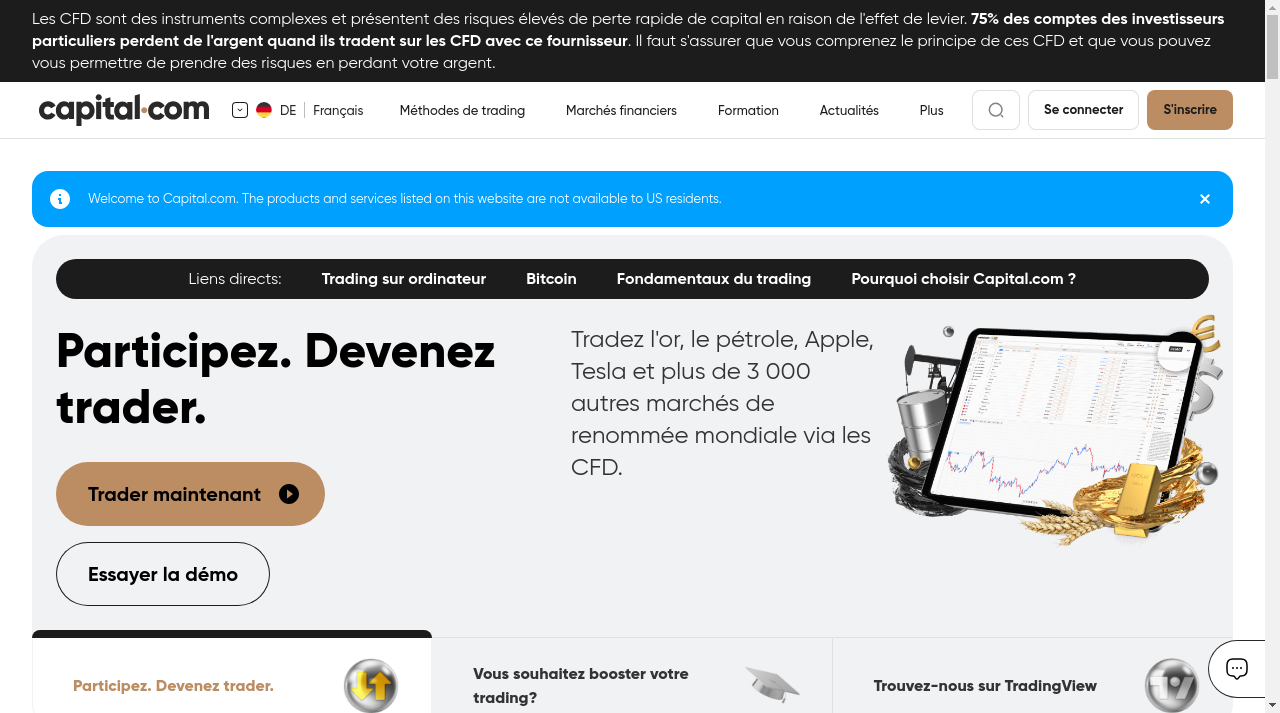 Les CFD sont des instruments complexes et présentent des risques élevés de perte rapide de capital en raison de l'effet de levier. 75% des comptes des investisseurs
particuliers perdent de l'argent quand ils tradent sur les CFD avec ce fournisseur. Il faut s'assurer que vous comprenez le principe de ces CFD et que vous pouvez
vous permettre de prendre des risques en perdant votre argent.
capital.com DE Français Méthodes de trading Marchés financiers Formation Actualités Plus Se connecter S'inscrire
Welcome to Capital.com. The products and services listed on this website are not available to US residents.
Liens directs: Trading sur ordinateur Bitcoin Fondamentaux du trading Pourquoi choisir Capital.com ?
Participez. Devenez
trader.
Tradez l'or, le pétrole, Apple,
Tesla et plus de 3 000
autres marchés de
renommée mondiale via les
CFD.
Trader maintenant
Essayer la démo
Participez. Devenez trader.
Vous souhaitez booster votre
trading?
Trouvez-nous sur TradingView